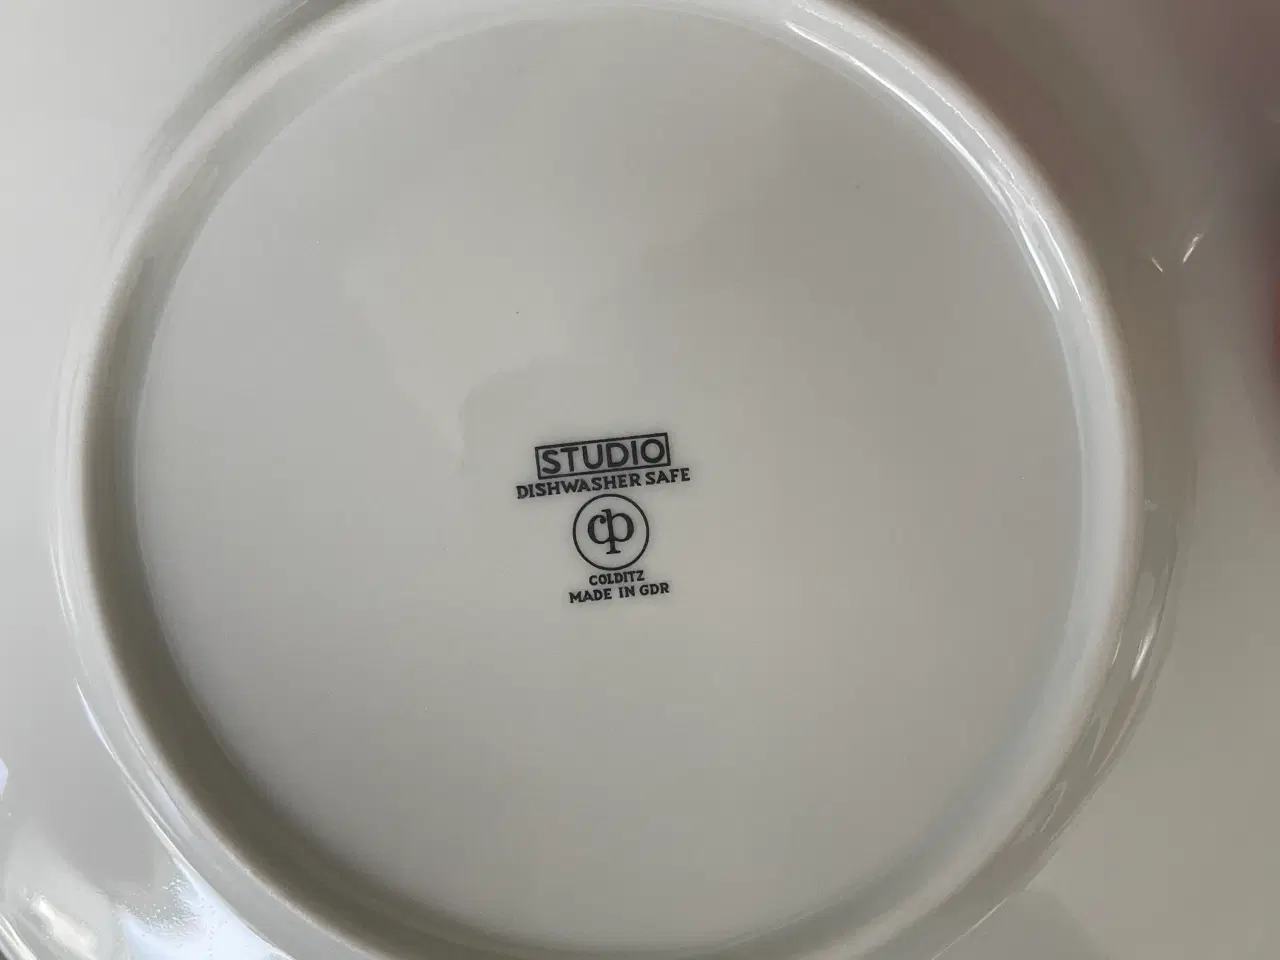 STUDIO
DISHWASHER SAFE
cp
COLDITZ
MADE IN GDR